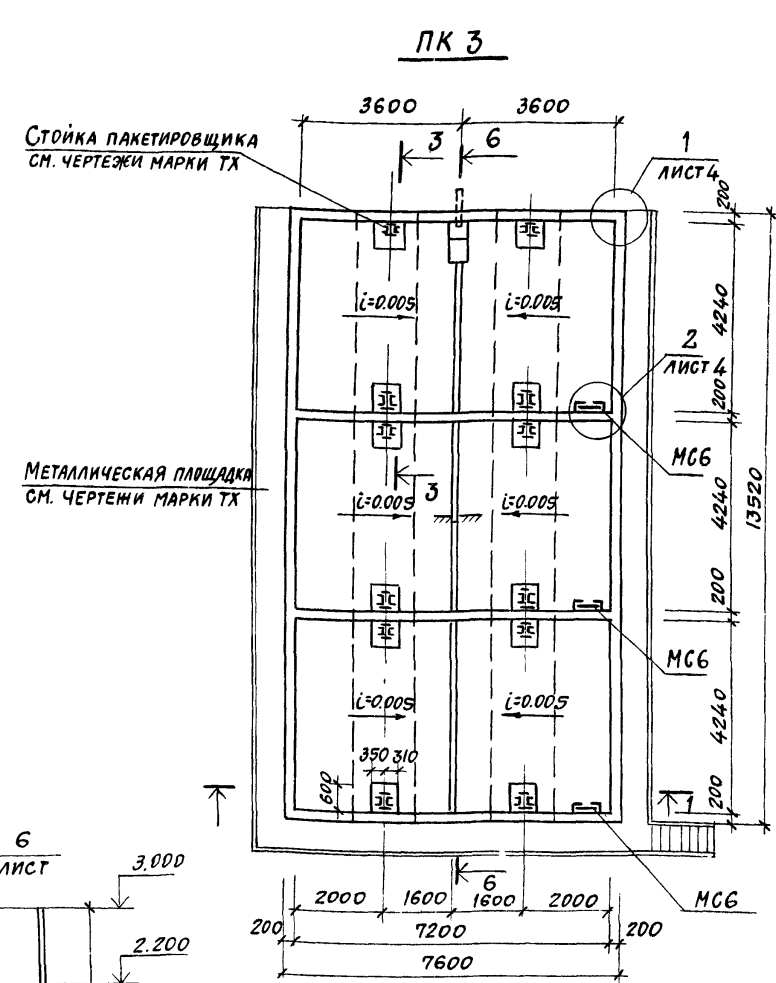 ПК 3
3600 3600
Стойка пакетировщика
см. чертежи марки ТХ
3 6
1
лист 4
200
i=0.005 i=0.005
4240
2
лист 4
200
МС6
Металлическая площадка
см. чертежи марки ТХ
3
i=0.005 i=0.005
4240
13520
200
МС6
i=0.005 i=0.005
4240
350 310
600
200
1
6
лист
3.000
6
МС6
2000 1600 1600 2000
200 7200 200
2.200
7600